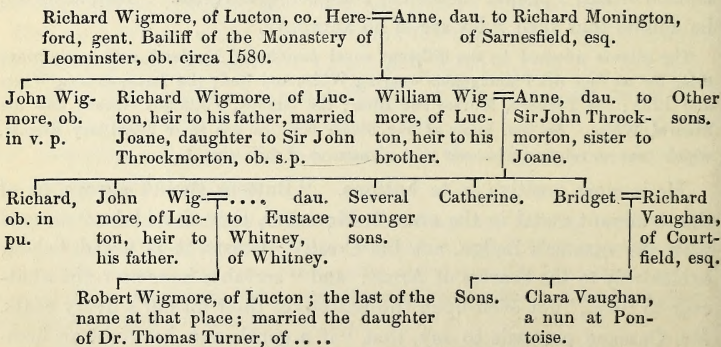 Richard Wigmore, of Lucton, co. Here-
ford, gent. Bailiff of the Monastery of
Leominster, ob. circa 1580.
Anne, dau. to Richard Monington,
of Sarnesfield, esq.
John Wig-
more, ob.
in v. p.
Richard Wigmore, of Luc-
ton, heir to his father, married
Joane, daughter to Sir John
Throckmorton, ob. s.p.
William Wig
more, of Luc-
ton, heir to his
brother.
Anne, dau. to
Sir John Throck-
morton, sister to
Joane.
Other
sons.
Richard,
ob. in
pu.
John Wig-
more, of Luc-
ton, heir to
his father.
.... dau.
to Eustace
Whitney,
of Whitney.
Several
younger
sons.
Catherine.
Bridget.
Richard
Vaughan,
of Court-
field, esq.
Robert Wigmore, of Lucton; the last of the
name at that place; married the daughter
of Dr. Thomas Turner, of ....
Sons.
Clara Vaughan,
a nun at Pon-
toise.